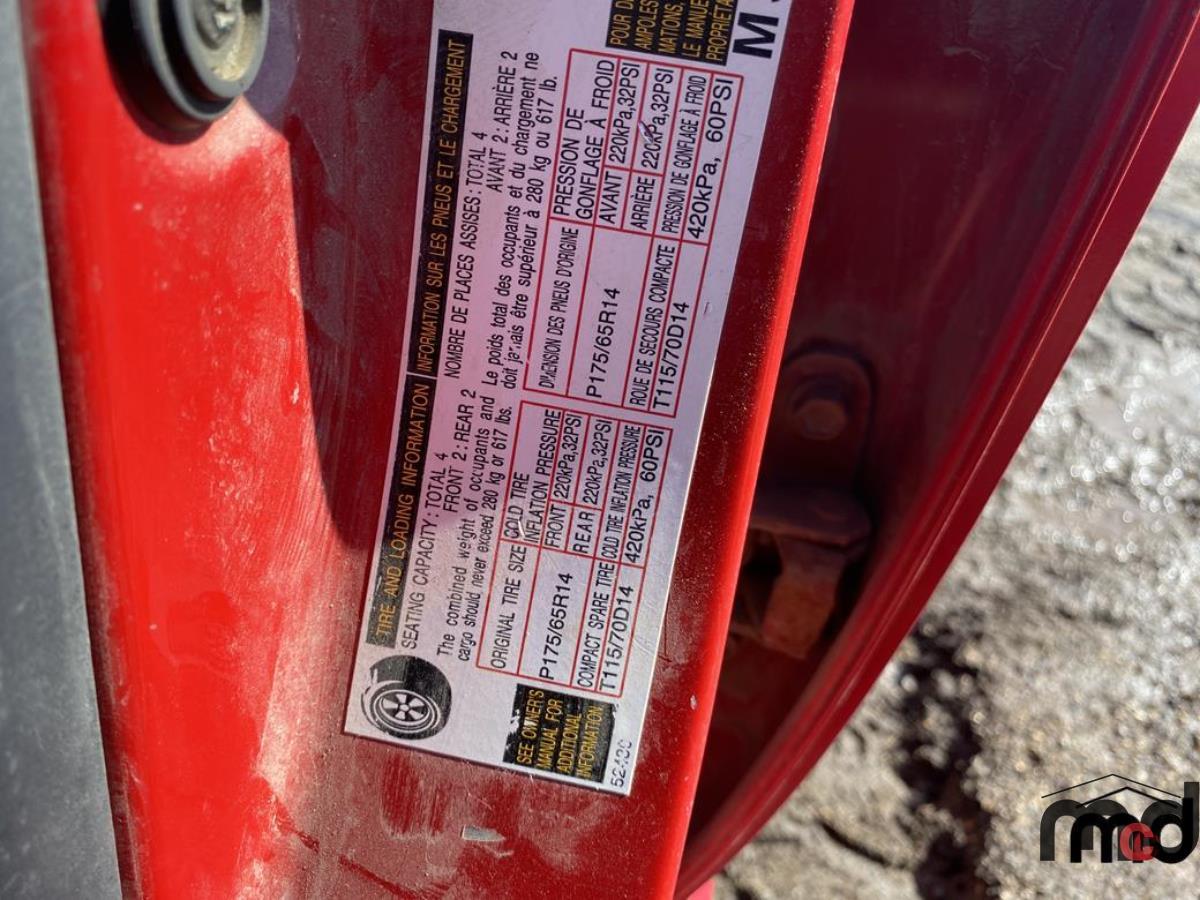 TIRE AND LOADING INFORMATION
SEATING CAPACITY : TOTAL 4
FRONT 2 : REAR 2
The combined weight of occupants and
cargo should never exceed 280 kg or 617 lbs.
ORIGINAL TIRE SIZE
COLD TIRE
INFLATION PRESSURE
P175/65R14
FRONT 220kPa,32PSI
REAR 220kPa,32PSI
COMPACT SPARE TIRE
COLD TIRE INFLATION PRESSURE
T115/70D14
420kPa, 60PSI
SEE OWNER'S
MANUAL FOR
ADDITIONAL
INFORMATION
INFORMATION SUR LES PNEUS ET LE CHARGEMENT
NOMBRE DE PLACES ASSISES : TOTAL 4
AVANT 2 : ARRIÈRE 2
Le poids total des occupants et du chargement ne
doit jamais être supérieur à 280 kg ou 617 lb.
DIMENSION DES PNEUS D'ORIGINE
PRESSION DE
GONFLAGE À FROID
P175/65R14
AVANT 220kPa,32PSI
ARRIÈRE 220kPa,32PSI
ROUE DE SECOURS COMPACTE
PRESSION DE GONFLAGE À FROID
T115/70D14
420kPa, 60PSI
POUR
AMPLES
MATIONS,
LE MANUE
PROPRIÉTA
M
mmcd